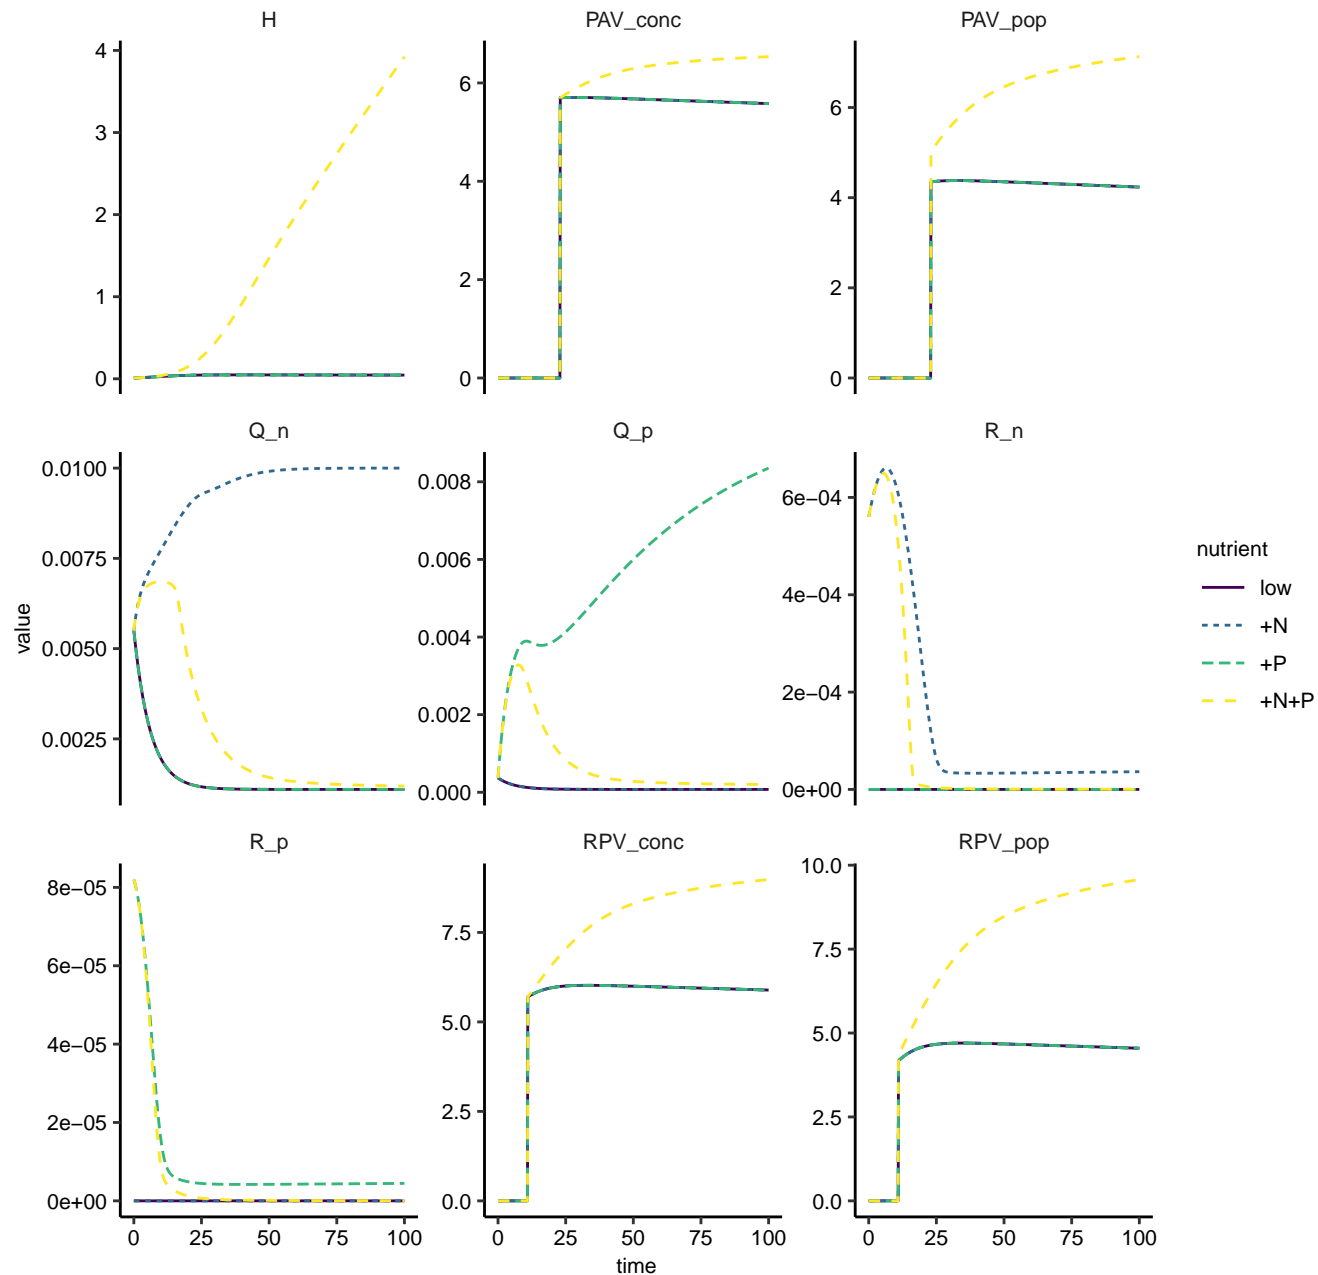 H PAV_conc PAV_pop
4
3
2
1
0
6
4
2
0
6
4
2
0
Q_n Q_p R_n
0.0100
0.0075
0.0050
0.0025
0.008
0.006
0.004
0.002
0.000
6e−04
4e−04
2e−04
0e+00
R_p RPV_conc RPV_pop
8e−05
6e−05
4e−05
2e−05
0e+00
7.5
5.0
2.5
0.0
10.0
7.5
5.0
2.5
0.0
0 25 50 75 100
0 25 50 75 100
0 25 50 75 100
time
value
nutrient
low
+N
+P
+N+P